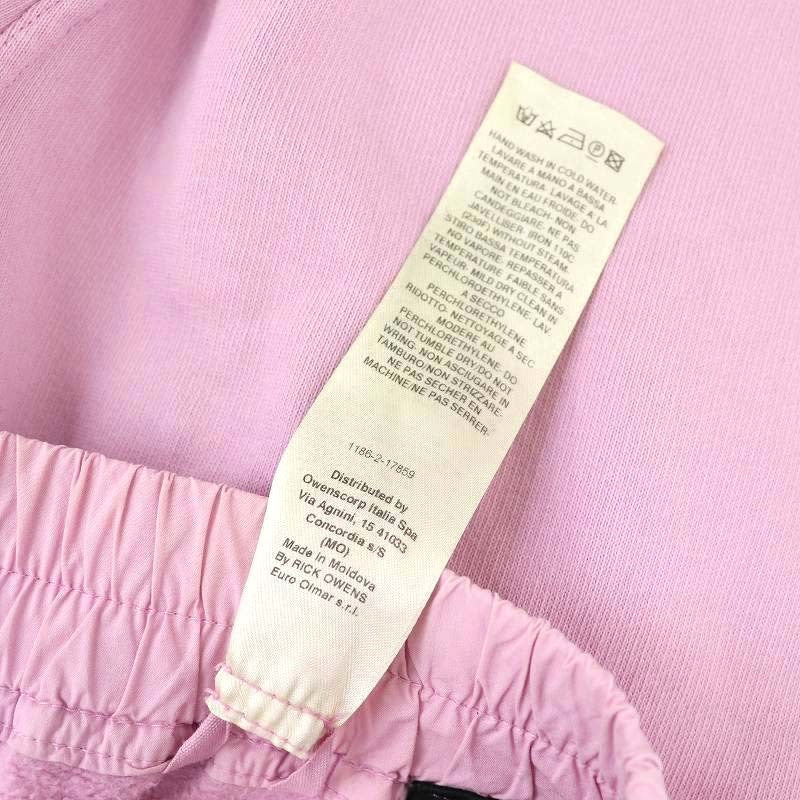 HAND WASH IN COLD WATER.
LAVARE A MANO A BASSA
TEMPERATURA. LAVAGE A LA
MAIN EN EAU FROIDE. DO
NOT BLEACH- NON
CANDEGGIARE- NE PAS
JAVELLISER- IRON 110C
(230F) WITHOUT STEAM.
STIRO BASSA TEMPERATURA
NO VAPORE. REPASSER A
TEMPERATURE FAIBLE SANS
VAPEUR. MILD DRY CLEAN IN
PERCHLOROETHYLENE. LAV.
A SECCO
PERCHLORETHYLENE
RIDOTTO- NETTOYAGE A SEC
MODERE AU
PERCHLORETHYLENE. DO
NOT TUMBLE DRY/DO NOT
WRING- NON ASCIUGARE IN
TAMBURO/NON STRIZZARE-
NE PAS SECHER EN
MACHINE/NE PAS SERRER-
1186-2-17859
Distributed by
Owenscorp Italia Spa
Via Agnini, 15 41033
Concordia s/S
(MO)
Made in Moldova
By RICK OWENS
Euro Olmar s.r.l.